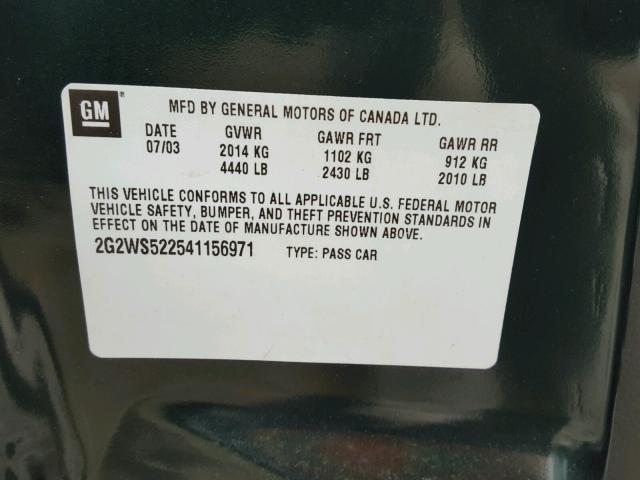 GM ®
MFD BY GENERAL MOTORS OF CANADA LTD.
DATE GVWR GAWR FRT GAWR RR
07/03 2014 KG 1102 KG 912 KG
4440 LB 2430 LB 2010 LB
THIS VEHICLE CONFORMS TO ALL APPLICABLE U.S. FEDERAL MOTOR
VEHICLE SAFETY, BUMPER, AND THEFT PREVENTION STANDARDS IN
EFFECT ON THE DATE OF MANUFACTURE SHOWN ABOVE.
2G2WS522541156971 TYPE: PASS CAR